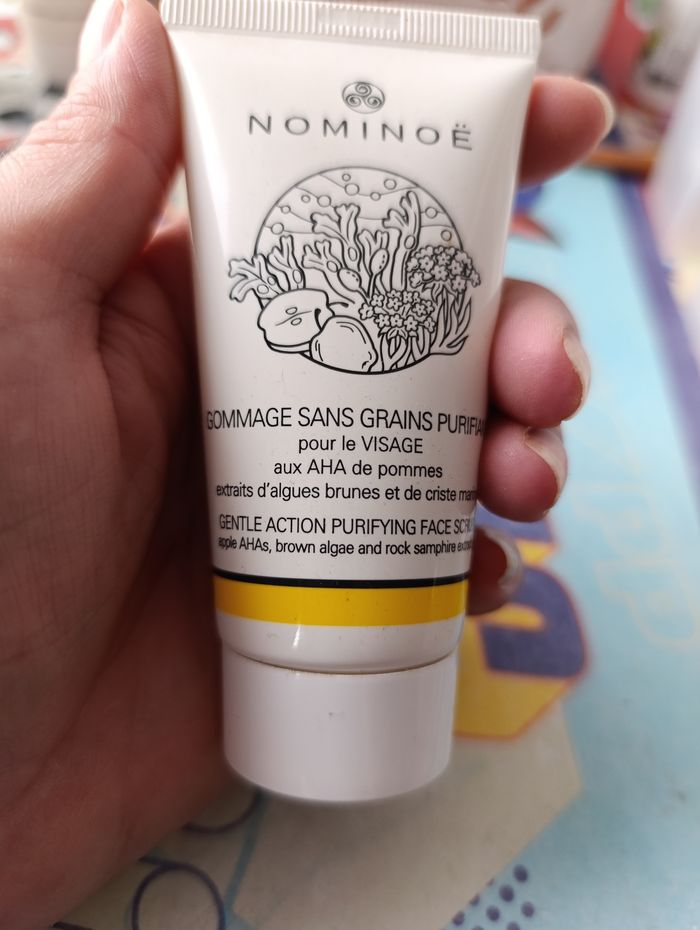 NOMINOË
GOMMAGE SANS GRAINS
pour le VISAGE
aux AHA de pommes
extraits d'algues brunes et de criste
GENTLE ACTION PURIFYING FACE
apple AHAs, brown algae and rock samphire